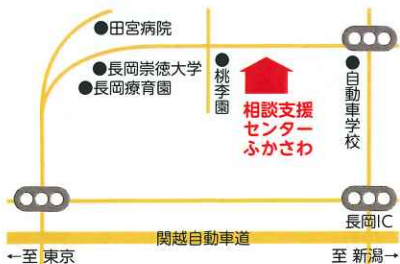 ●田宮病院
●長岡崇徳大学
●長岡療育園
●桃李園
相談支援
センター
ふかさわ
●自動車学校
長岡IC
関越自動車道
←至 東京
至 新潟→